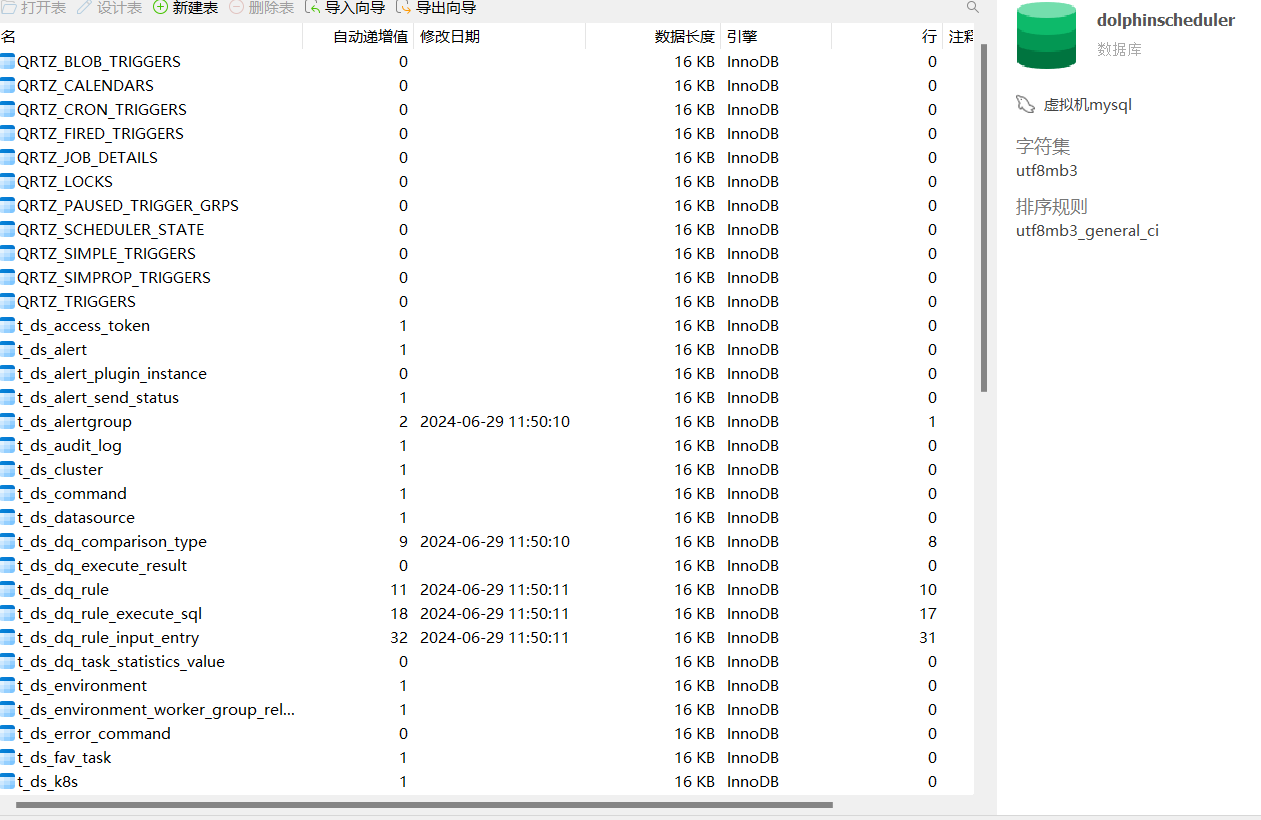 打开表 设计表 新建表 删除表 导入向导 导出向导
名 自动递增值 修改日期 数据长度 引擎 行 注释
QRTZ_BLOB_TRIGGERS 0 16 KB InnoDB 0
QRTZ_CALENDARS 0 16 KB InnoDB 0
QRTZ_CRON_TRIGGERS 0 16 KB InnoDB 0
QRTZ_FIRED_TRIGGERS 0 16 KB InnoDB 0
QRTZ_JOB_DETAILS 0 16 KB InnoDB 0
QRTZ_LOCKS 0 16 KB InnoDB 0
QRTZ_PAUSED_TRIGGER_GRPS 0 16 KB InnoDB 0
QRTZ_SCHEDULER_STATE 0 16 KB InnoDB 0
QRTZ_SIMPLE_TRIGGERS 0 16 KB InnoDB 0
QRTZ_SIMPROP_TRIGGERS 0 16 KB InnoDB 0
QRTZ_TRIGGERS 0 16 KB InnoDB 0
t_ds_access_token 1 16 KB InnoDB 0
t_ds_alert 1 16 KB InnoDB 0
t_ds_alert_plugin_instance 0 16 KB InnoDB 0
t_ds_alert_send_status 1 16 KB InnoDB 0
t_ds_alertgroup 2 2024-06-29 11:50:10 16 KB InnoDB 1
t_ds_audit_log 1 16 KB InnoDB 0
t_ds_cluster 1 16 KB InnoDB 0
t_ds_command 1 16 KB InnoDB 0
t_ds_datasource 1 16 KB InnoDB 0
t_ds_dq_comparison_type 9 2024-06-29 11:50:10 16 KB InnoDB 8
t_ds_dq_execute_result 0 16 KB InnoDB 0
t_ds_dq_rule 11 2024-06-29 11:50:11 16 KB InnoDB 10
t_ds_dq_rule_execute_sql 18 2024-06-29 11:50:11 16 KB InnoDB 17
t_ds_dq_rule_input_entry 32 2024-06-29 11:50:11 16 KB InnoDB 31
t_ds_dq_task_statistics_value 0 16 KB InnoDB 0
t_ds_environment 1 16 KB InnoDB 0
t_ds_environment_worker_group_rel... 1 16 KB InnoDB 0
t_ds_error_command 0 16 KB InnoDB 0
t_ds_fav_task 1 16 KB InnoDB 0
t_ds_k8s 1 16 KB InnoDB 0
dolphinscheduler
数据库
虚拟机mysql
字符集
utf8mb3
排序规则
utf8mb3_general_ci